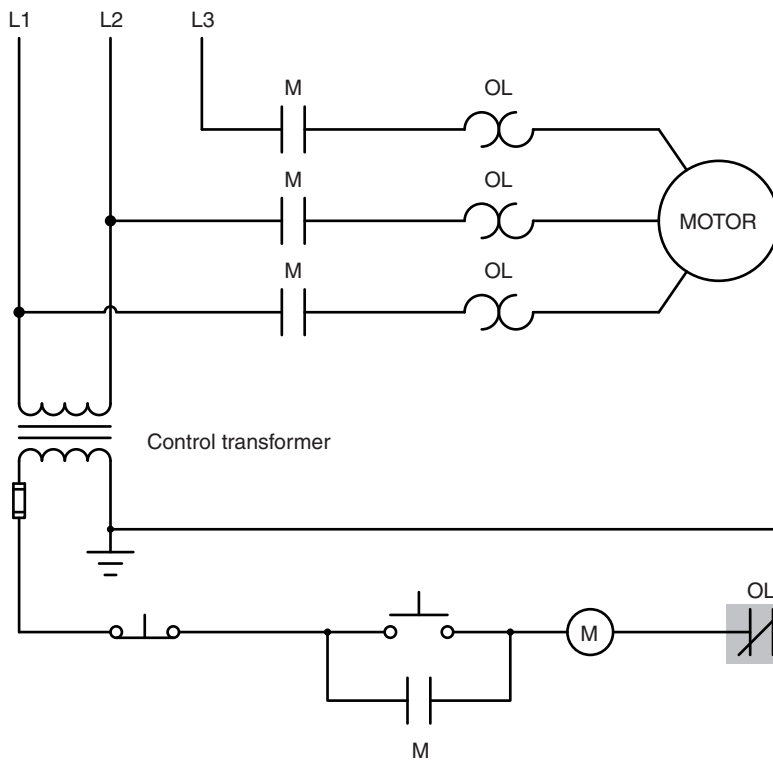 L1 L2 L3
M OL
M OL
MOTOR
M OL
Control transformer
OL
M
M